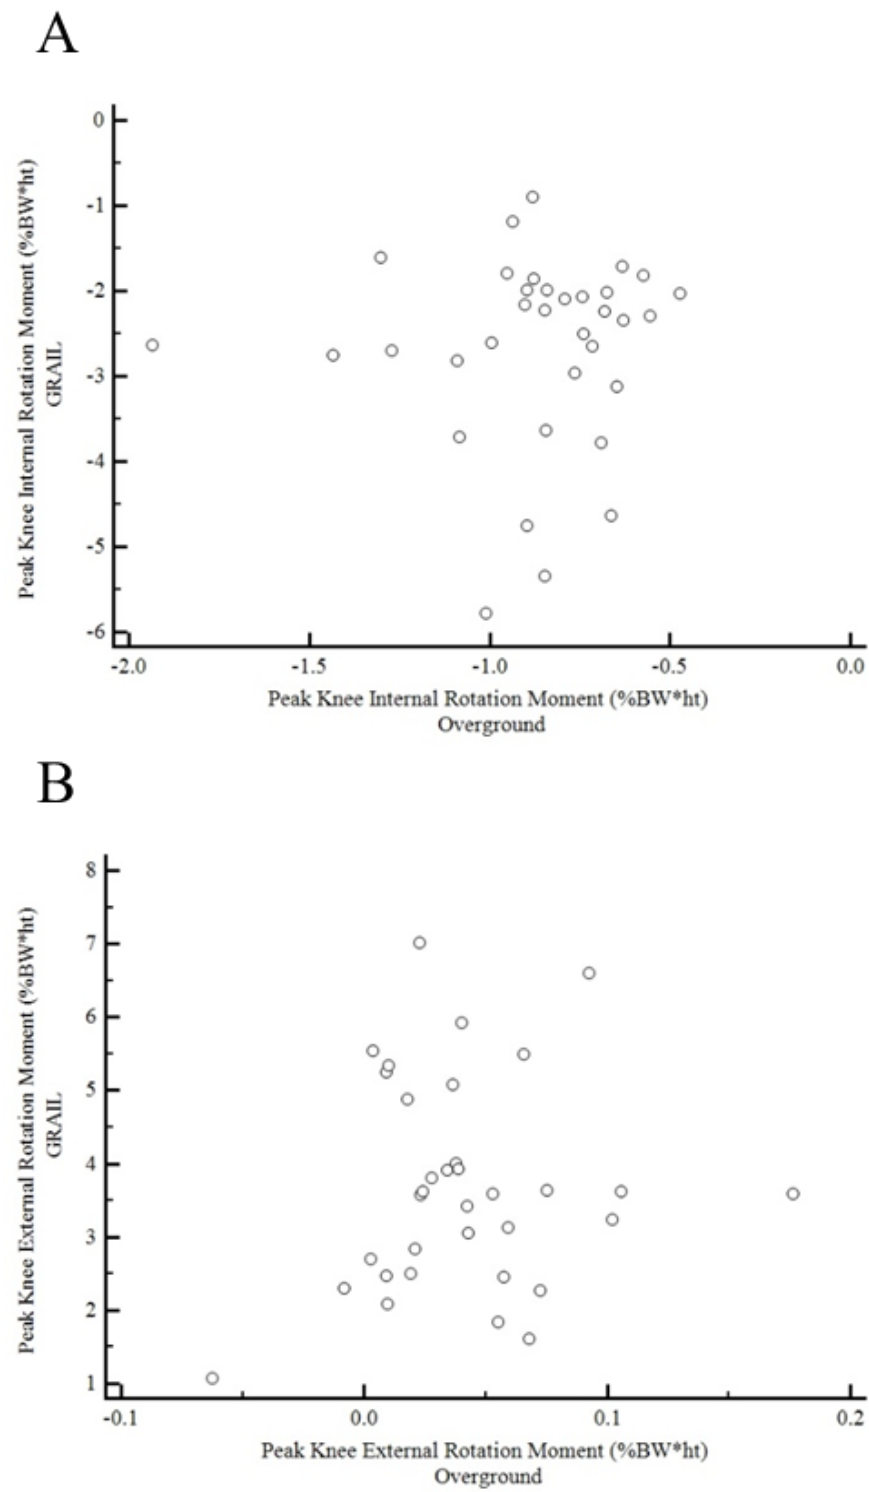 A
0
-1
-2
-3
-4
-5
-6
Peak Knee Internal Rotation Moment (%BW*ht)
GRAIL
-2.0 -1.5 -1.0 -0.5 0.0
Peak Knee Internal Rotation Moment (%BW*ht)
Overground
B
8
7
6
5
4
3
2
1
Peak Knee External Rotation Moment (%BW*ht)
GRAIL
-0.1 0.0 0.1 0.2
Peak Knee External Rotation Moment (%BW*ht)
Overground